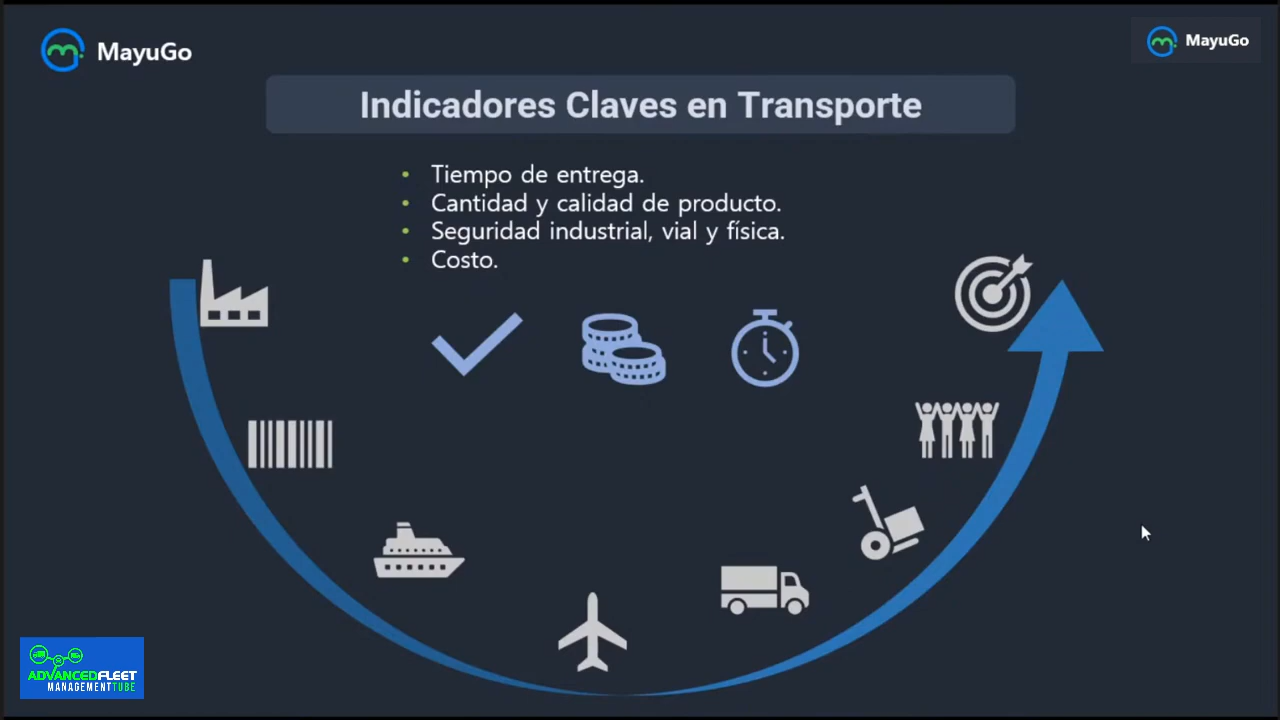 MayuGo
MayuGo
Indicadores Claves en Transporte
• Tiempo de entrega.
• Cantidad y calidad de producto.
• Seguridad industrial, vial y física.
• Costo.
ADVANCEDFLEET
MANAGEMENTTUBE